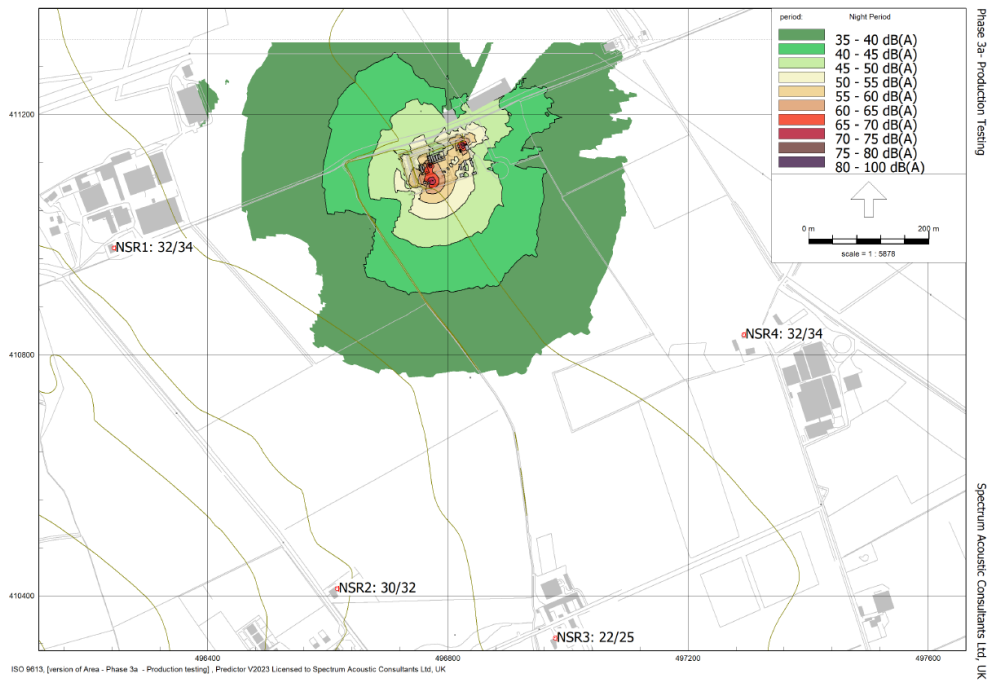 period: Night Period
35 - 40 dB(A)
40 - 45 dB(A)
45 - 50 dB(A)
50 - 55 dB(A)
55 - 60 dB(A)
60 - 65 dB(A)
65 - 70 dB(A)
70 - 75 dB(A)
75 - 80 dB(A)
80 - 100 dB(A)
0 m 200 m
scale = 1 : 5878
Phase 3a- Production Testing
411200
NSR1: 32/34
NSR4: 32/34
410800
NSR2: 30/32
410400
NSR3: 22/25
496400 496800 497200 497600
Spectrum Acoustic Consultants Ltd, UK
ISO 9613, [version of Area - Phase 3a - Production testing] , Predictor V2023 Licensed to Spectrum Acoustic Consultants Ltd, UK